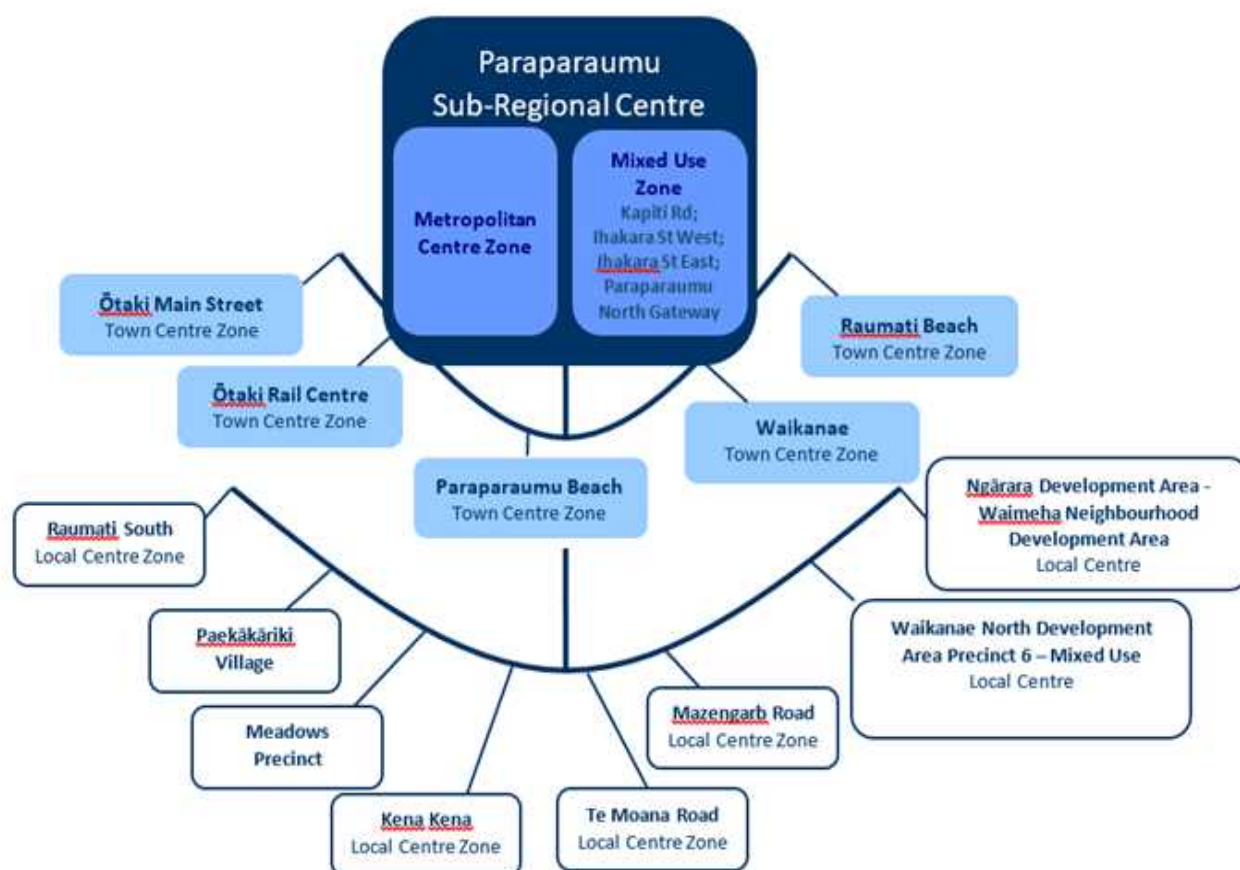 Paraparaumu
Sub-Regional Centre
Metropolitan
Centre Zone
Mixed Use
Zone
Kapiti Rd;
Ihakara St West;
Ihakara St East;
Paraparaumu
North Gateway
Ōtaki Main Street
Town Centre Zone
Ōtaki Rail Centre
Town Centre Zone
Paraparaumu Beach
Town Centre Zone
Waikanae
Town Centre Zone
Raumati Beach
Town Centre Zone
Raumati South
Local Centre Zone
Paekākāriki
Village
Meadows
Precinct
Kena Kena
Local Centre Zone
Te Moana Road
Local Centre Zone
Mazengarb Road
Local Centre Zone
Waikanae North Development
Area Precinct 6 – Mixed Use
Local Centre
Ngārara Development Area -
Waimeha Neighbourhood
Development Area
Local Centre